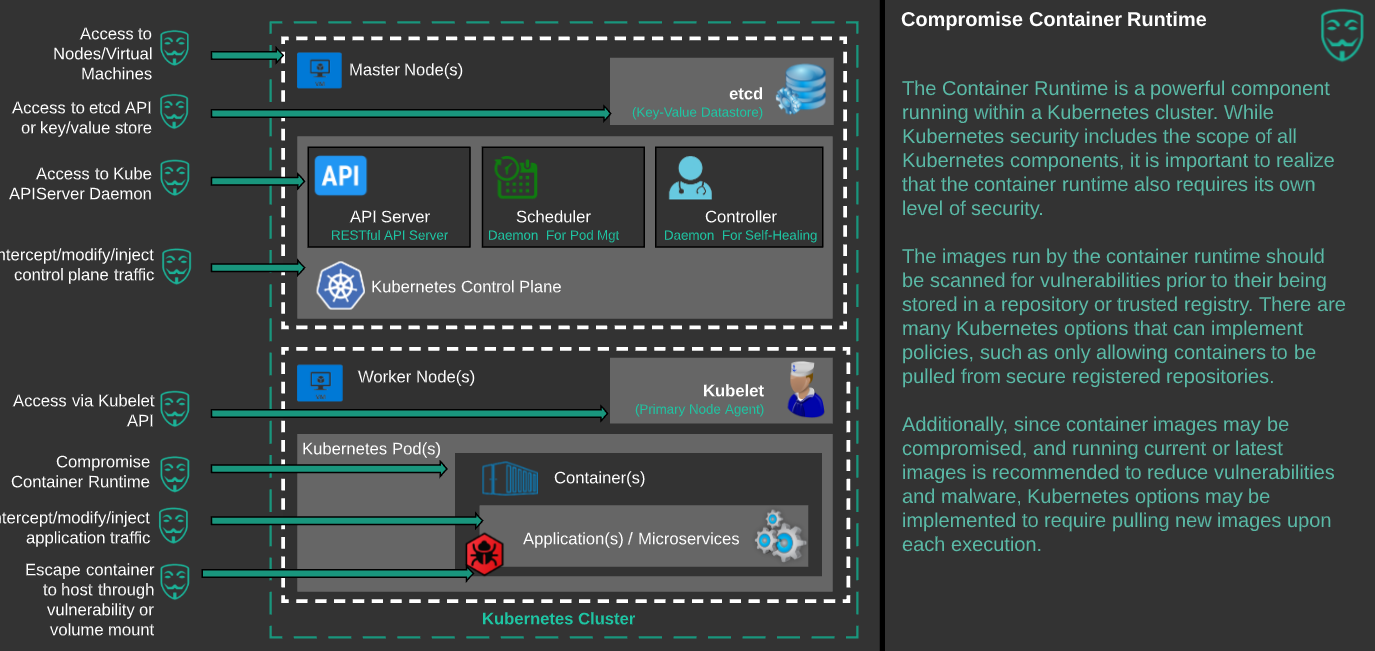 Access to
Nodes/Virtual
Machines
Access to etcd API
or key/value store
Access to Kube
APIServer Daemon
ntercept/modify/inject
control plane traffic
Access via Kubelet
API
Compromise
Container Runtime
ntercept/modify/inject
application traffic
Escape container
to host through
vulnerability or
volume mount
Master Node(s)
etcd
(Key-Value Datastore)
API
API Server
RESTful API Server
Scheduler
Daemon For Pod Mgt
Controller
Daemon For Self-Healing
Kubernetes Control Plane
Worker Node(s)
Kubelet
(Primary Node Agent)
Kubernetes Pod(s)
Container(s)
Application(s) / Microservices
Kubernetes Cluster
Compromise Container Runtime
The Container Runtime is a powerful component
running within a Kubernetes cluster. While
Kubernetes security includes the scope of all
Kubernetes components, it is important to realize
that the container runtime also requires its own
level of security.
The images run by the container runtime should
be scanned for vulnerabilities prior to their being
stored in a repository or trusted registry. There are
many Kubernetes options that can implement
policies, such as only allowing containers to be
pulled from secure registered repositories.
Additionally, since container images may be
compromised, and running current or latest
images is recommended to reduce vulnerabilities
and malware, Kubernetes options may be
implemented to require pulling new images upon
each execution.